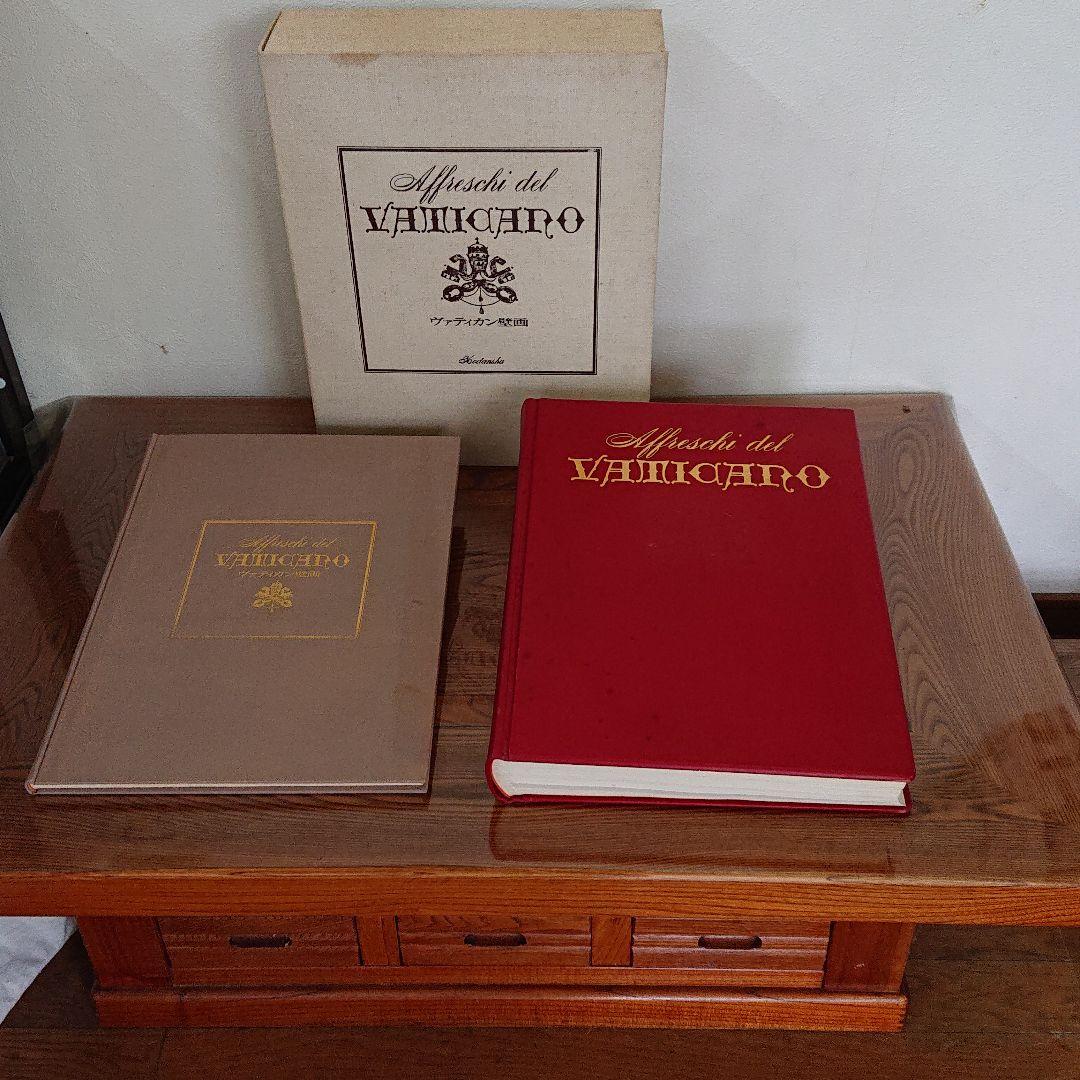 Affreschi del
VATICANO
ヴァティカン壁画
Kodansha
Affreschi del
VATICANO
ヴァティカン壁画
Affreschi del
VATICANO